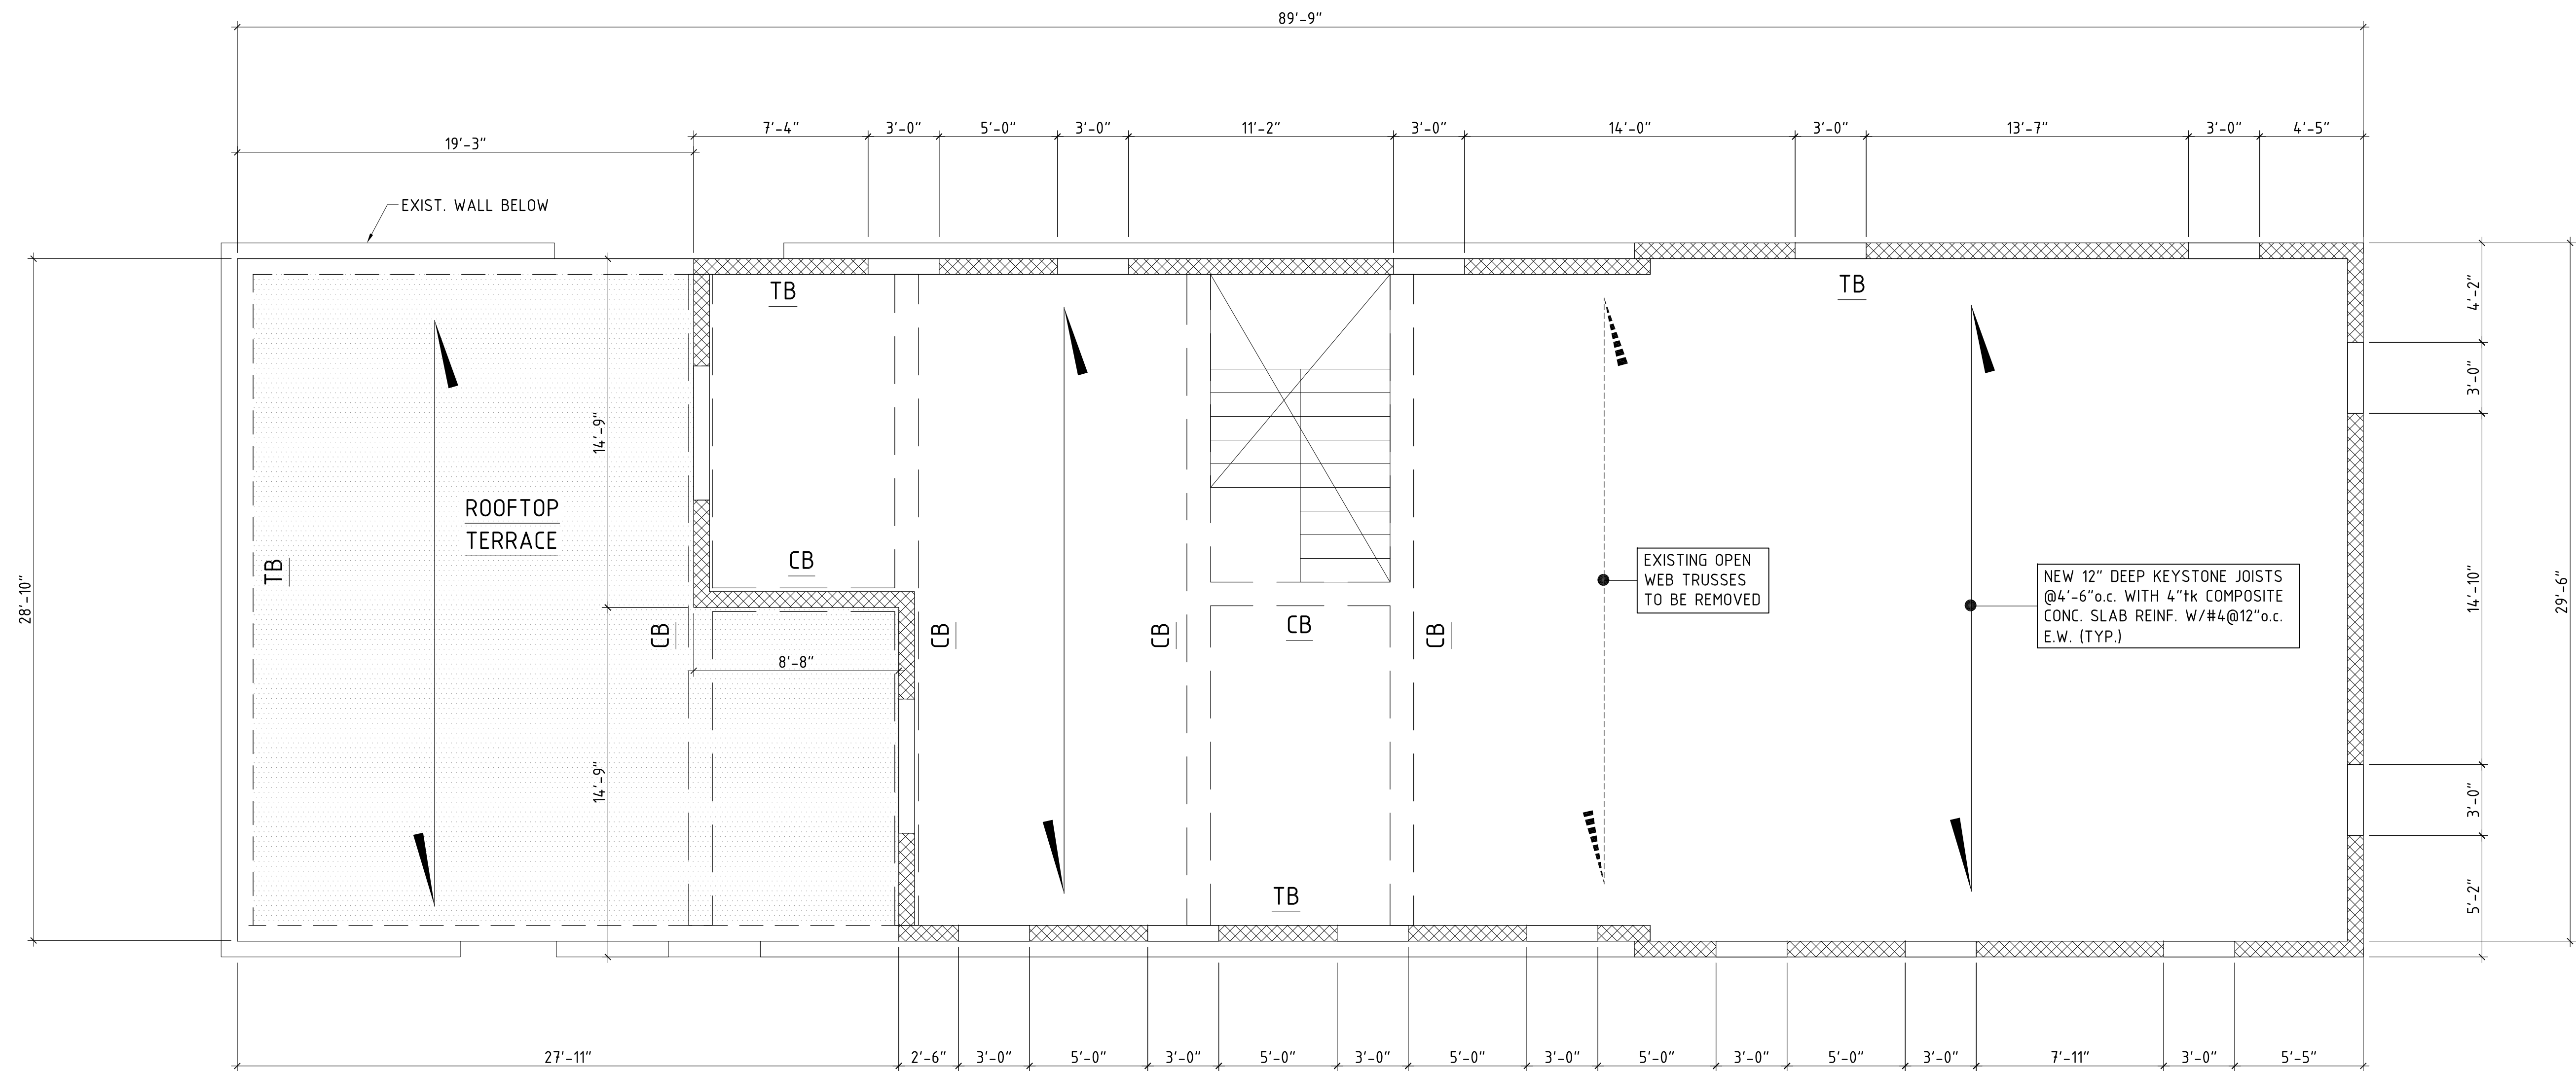 89'-9"
7'-4"
3'-0"
5'-0"
3'-0"
11'-2"
3'-0"
14'-0"
3'-0"
13'-7"
3'-0"
4'-5"
19'-3"
EXIST. WALL BELOW
TB
TB
4'-2"
3'-0"
14'-9"
ROOFTOP
TERRACE
CB
TB
28'-10"
EXISTING OPEN
WEB TRUSSES
TO BE REMOVED
NEW 12" DEEP KEYSTONE JOISTS
@4'-6"o.c. WITH 4"tk COMPOSITE
CONC. SLAB REINF. W/#4@12"o.c.
E.W. (TYP.)
14'-10"
29'-6"
CB
CB
CB
CB
CB
8'-8"
14'-9"
3'-0"
5'-2"
TB
27'-11"
2'-6"
3'-0"
5'-0"
3'-0"
5'-0"
3'-0"
5'-0"
3'-0"
5'-0"
3'-0"
5'-0"
3'-0"
7'-11"
3'-0"
5'-5"